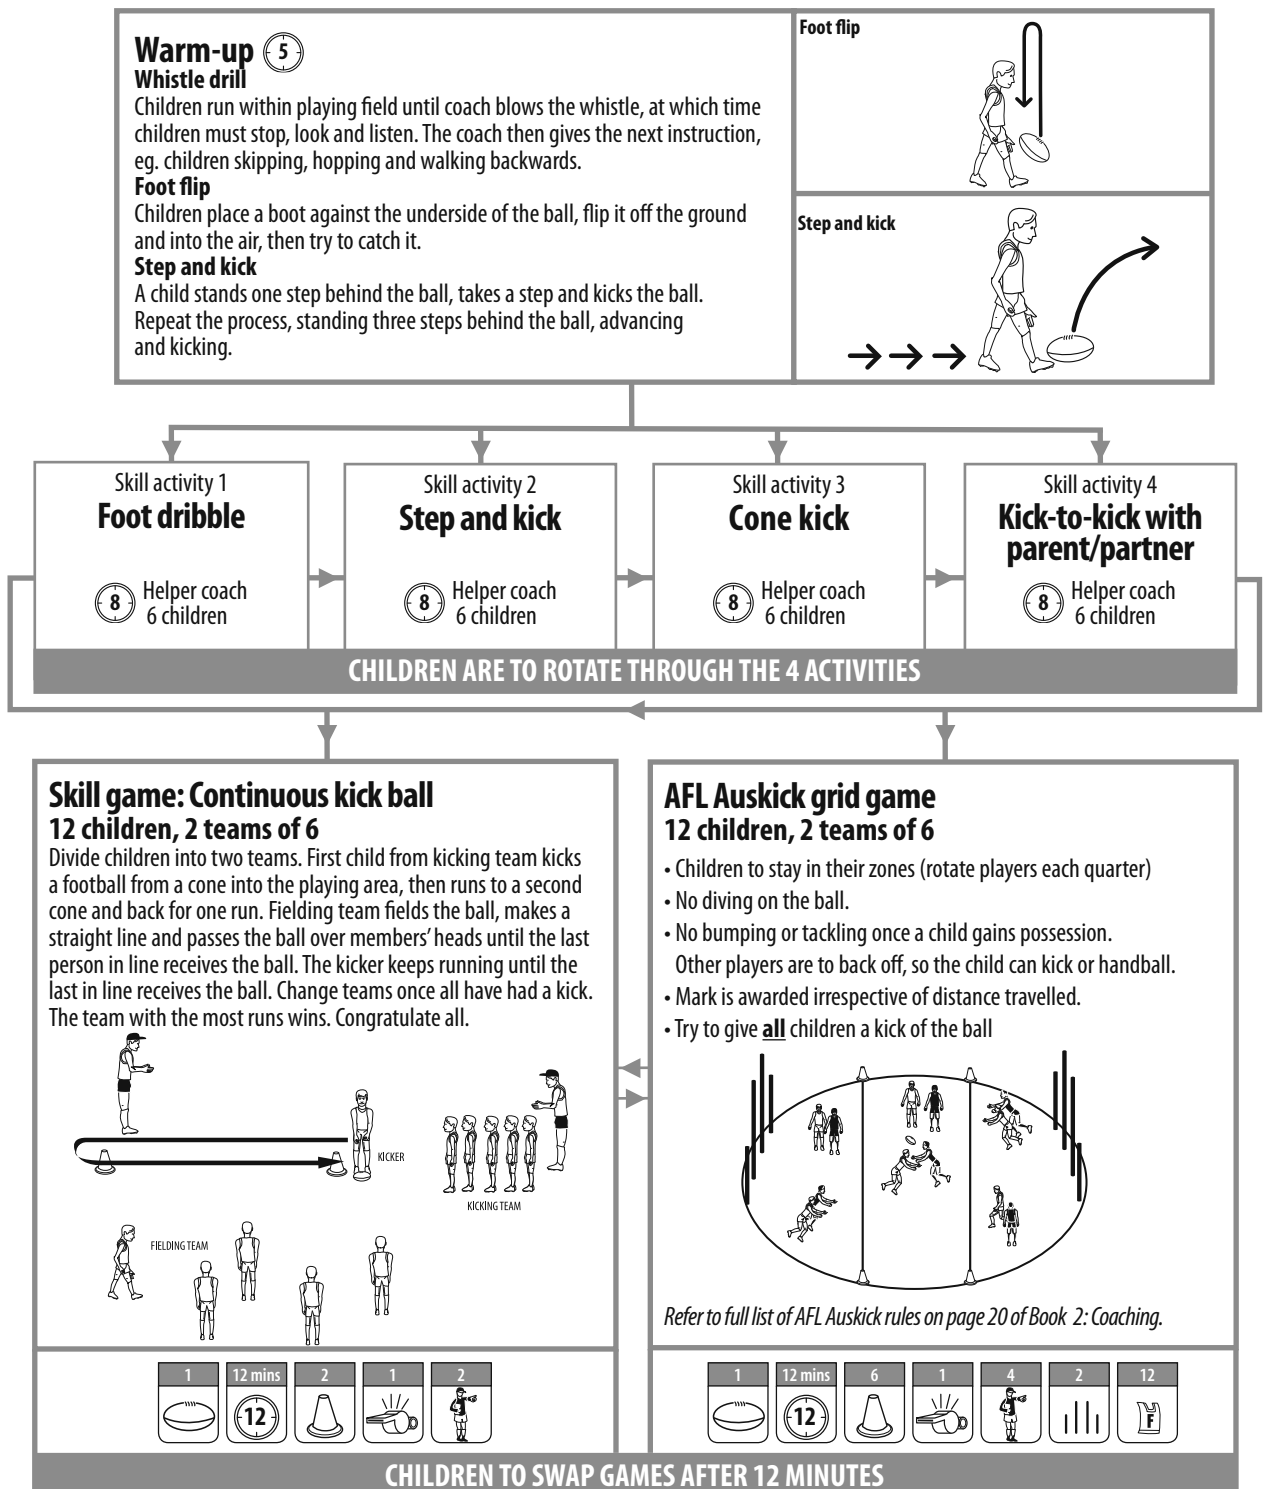 Warm-up 5
Whistle drill
Children run within playing field until coach blows the whistle, at which time
children must stop, look and listen. The coach then gives the next instruction,
eg. children skipping, hopping and walking backwards.
Foot flip
Children place a boot against the underside of the ball, flip it off the ground
and into the air, then try to catch it.
Step and kick
A child stands one step behind the ball, takes a step and kicks the ball.
Repeat the process, standing three steps behind the ball, advancing
and kicking.
Foot flip
Step and kick
Skill activity 1
Foot dribble
8 Helper coach
6 children
Skill activity 2
Step and kick
8 Helper coach
6 children
Skill activity 3
Cone kick
8 Helper coach
6 children
Skill activity 4
Kick-to-kick with
parent/partner
8 Helper coach
6 children
CHILDREN ARE TO ROTATE THROUGH THE 4 ACTIVITIES
Skill game: Continuous kick ball
12 children, 2 teams of 6
Divide children into two teams. First child from kicking team kicks
a football from a cone into the playing area, then runs to a second
cone and back for one run. Fielding team fields the ball, makes a
straight line and passes the ball over members' heads until the last
person in line receives the ball. The kicker keeps running until the
last in line receives the ball. Change teams once all have had a kick.
The team with the most runs wins. Congratulate all.
KICKER
KICKING TEAM
FIELDING TEAM
1 12 mins 2 1 2
12
AFL Auskick grid game
12 children, 2 teams of 6
• Children to stay in their zones (rotate players each quarter)
• No diving on the ball.
• No bumping or tackling once a child gains possession.
Other players are to back off, so the child can kick or handball.
• Mark is awarded irrespective of distance travelled.
• Try to give all children a kick of the ball
Refer to full list of AFL Auskick rules on page 20 of Book 2: Coaching.
1 12 mins 6 1 4 2 12
12 F
CHILDREN TO SWAP GAMES AFTER 12 MINUTES